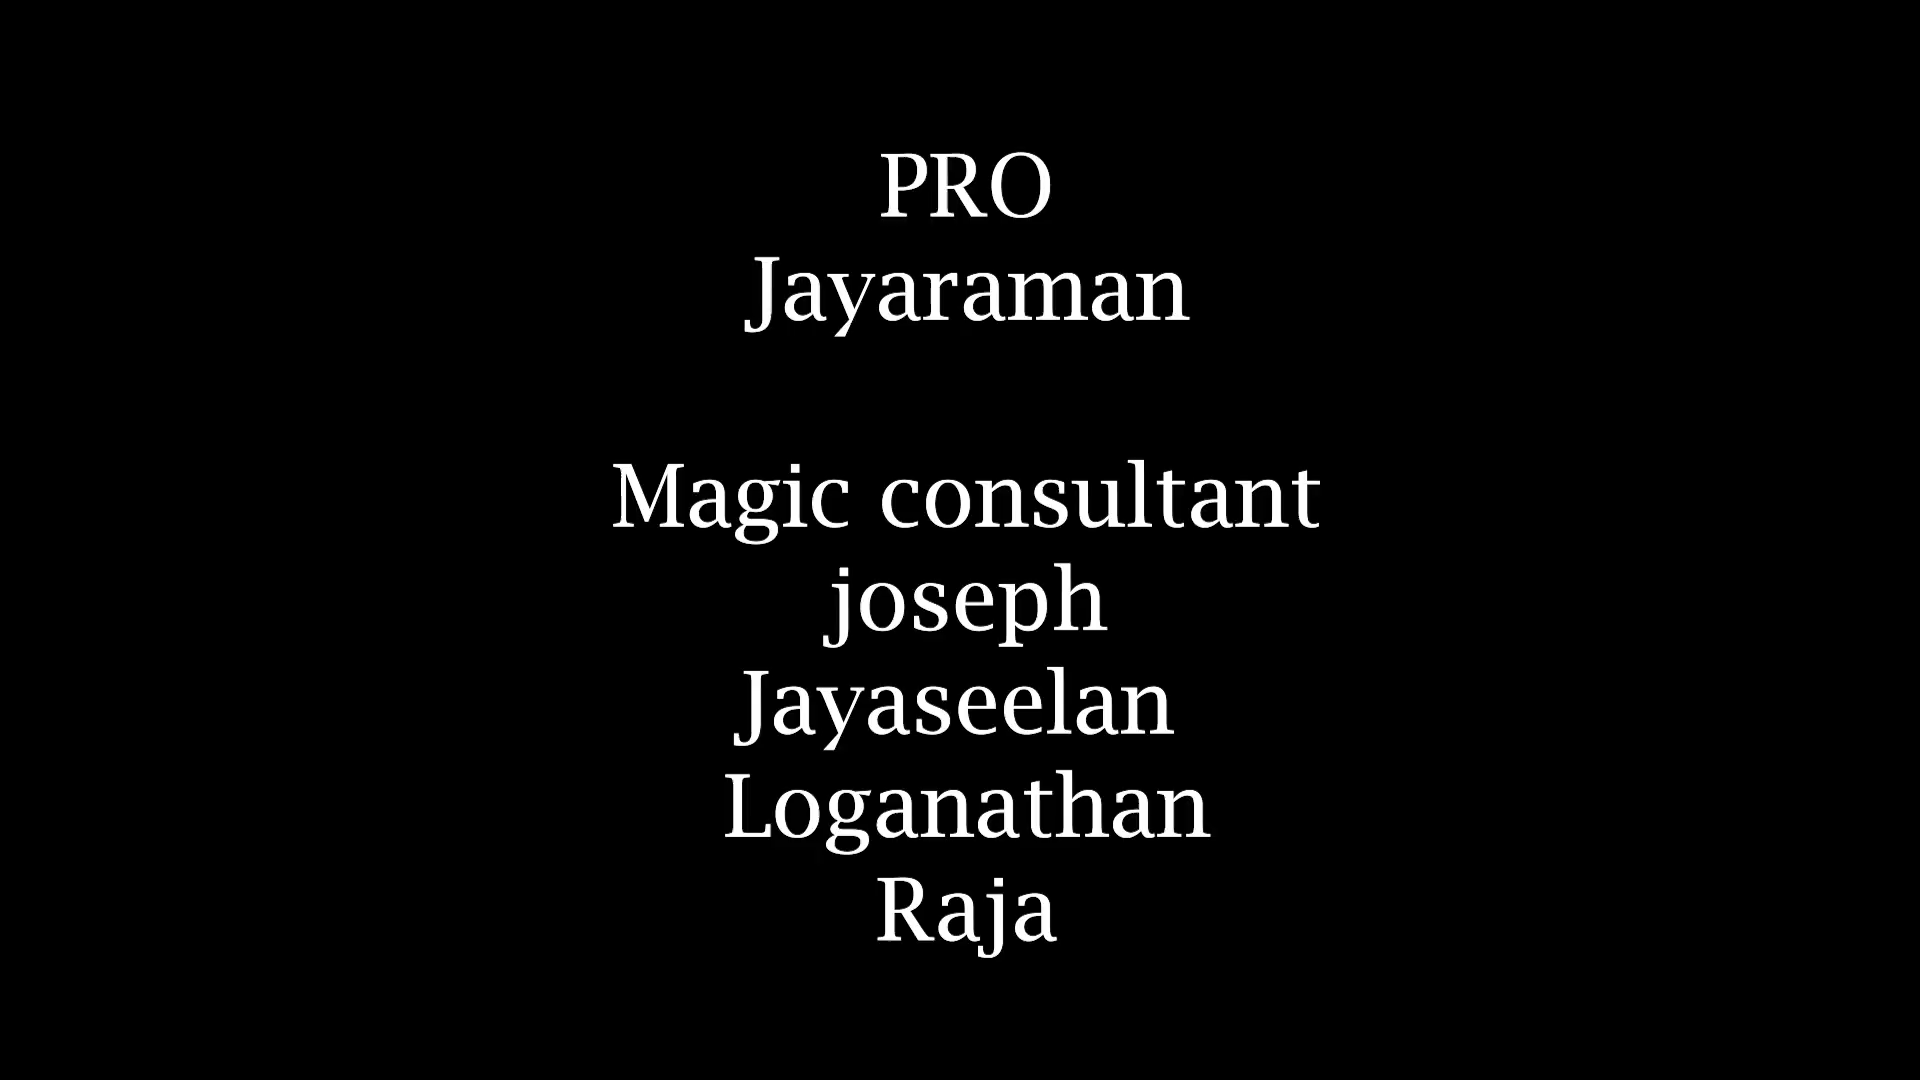 PRO
Jayaraman
Magic consultant
joseph
Jayaseelan
Loganathan
Raja